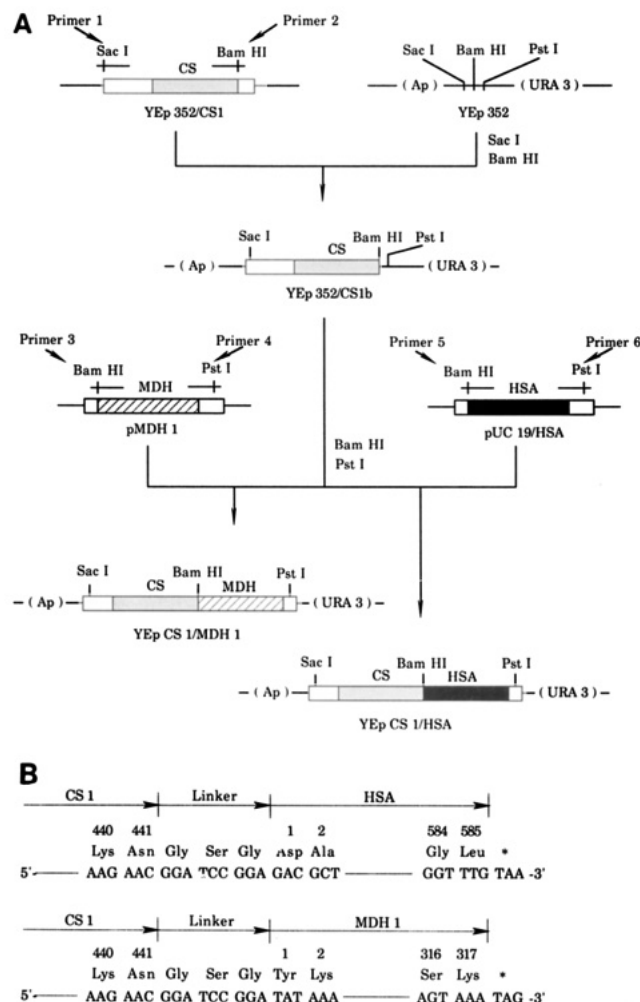 A
Primer 1 Primer 2
Sac I CS Bam HI
YEp 352/CS1
Sac I Bam HI Pst I
( Ap ) ( URA 3 )
YEp 352
Sac I
Bam HI
Sac I CS Bam HI Pst I
( Ap ) ( URA 3 )
YEp 352/CS1b
Primer 3 Primer 4
Bam HI MDH Pst I
pMDH 1
Primer 5 Primer 6
Bam HI HSA Pst I
pUC 19/HSA
Bam HI
Pst I
Sac I CS Bam HI MDH Pst I
( Ap ) ( URA 3 )
YEp CS 1/MDH 1
Sac I CS Bam HI HSA Pst I
( Ap ) ( URA 3 )
YEp CS 1/HSA
B
CS 1 Linker HSA
440 441 1 2 584 585
Lys Asn Gly Ser Gly Asp Ala Gly Leu *
5' AAG AAC GGA TCC GGA GAC GCT GGT TTG TAA -3'
CS 1 Linker MDH 1
440 441 1 2 316 317
Lys Asn Gly Ser Gly Tyr Lys Ser Lys *
5' AAG AAC GGA TCC GGA TAT AAA AGT AAA TAG -3'